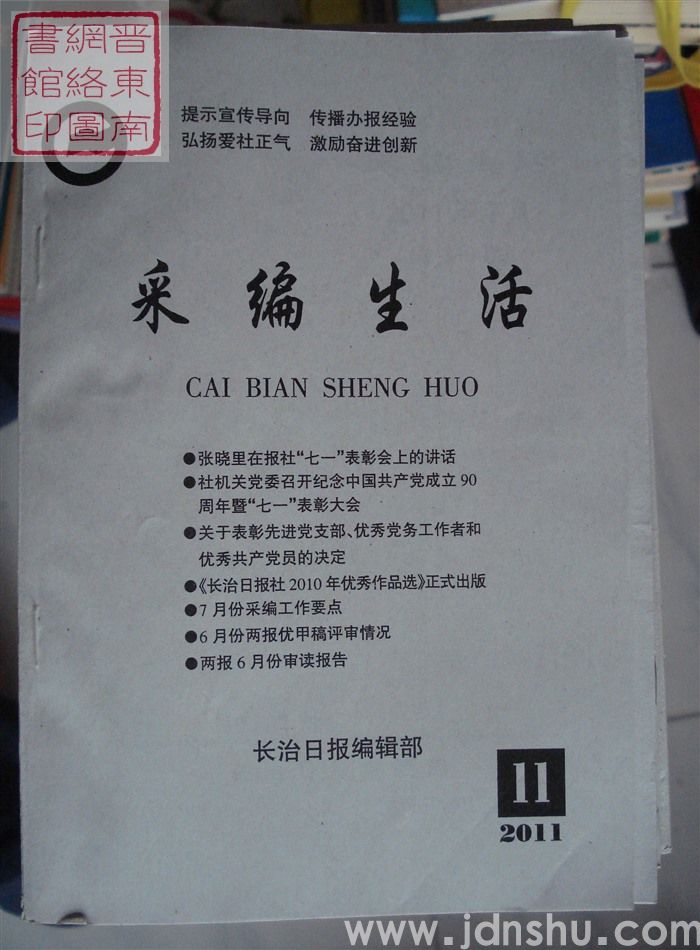 晋东南
网络圖
書館印
提示宣传导向 传播办报经验
弘扬爱社正气 激励奋进创新
采编生活
CAI BIAN SHENG HUO
●张晓里在报社“七一”表彰会上的讲话
●社机关党委召开纪念中国共产党成立90
周年暨“七一”表彰大会
●关于表彰先进党支部、优秀党务工作者和
优秀共产党员的决定
●《长治日报社2010年优秀作品选》正式出版
●7月份采编工作要点
●6月份两报优甲稿评审情况
●两报6月份审读报告
长治日报编辑部
11
2011
www.jdnshu.com